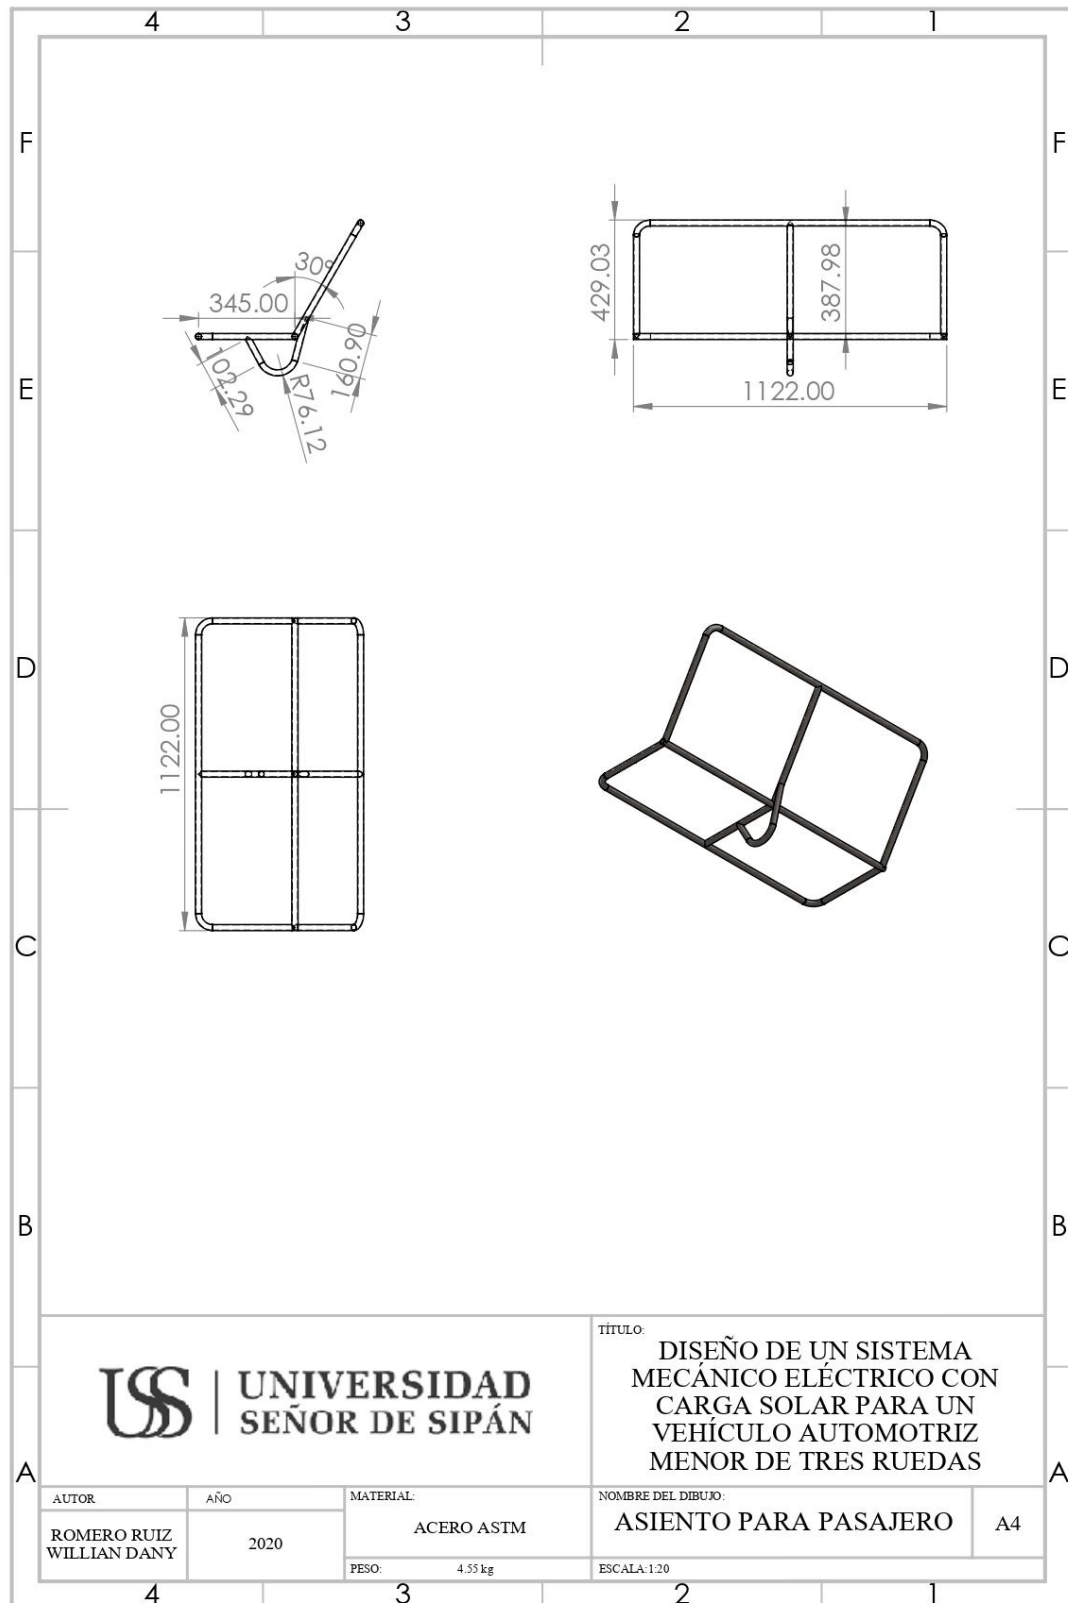 4 3 2 1
F F
30°
345.00
102.29
R76.12
160.90
429.03
387.98
1122.00
E E
D D
1122.00
C C
B B
USS UNIVERSIDAD
SEÑOR DE SIPÁN
TÍTULO:
DISEÑO DE UN SISTEMA
MECÁNICO ELÉCTRICO CON
CARGA SOLAR PARA UN
VEHÍCULO AUTOMOTRIZ
MENOR DE TRES RUEDAS
A A
AUTOR
ROMERO RUIZ
WILLIAN DANY
AÑO
2020
MATERIAL:
ACERO ASTM
PESO: 4.55 kg
NOMBRE DEL DIBUJO:
ASIENTO PARA PASAJERO
A4
ESCALA:1:20
4 3 2 1